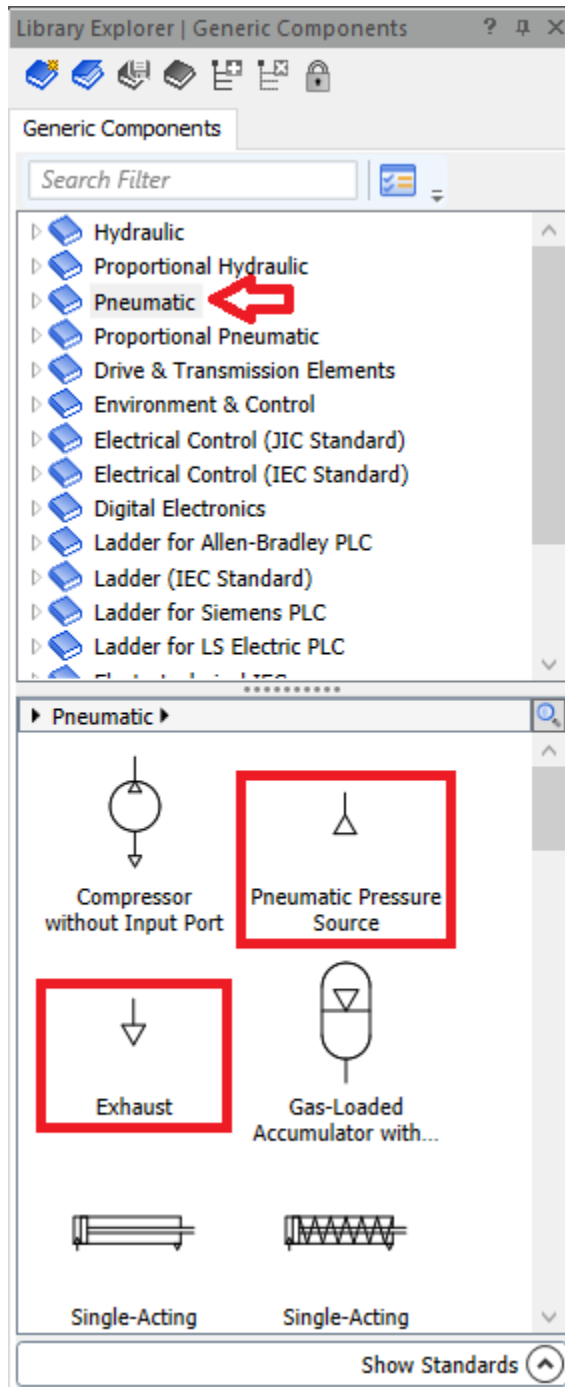 Library Explorer | Generic Components ?
Generic Components
Search Filter
Hydraulic
Proportional Hydraulic
Pneumatic
Proportional Pneumatic
Drive & Transmission Elements
Environment & Control
Electrical Control (JIC Standard)
Electrical Control (IEC Standard)
Digital Electronics
Ladder for Allen-Bradley PLC
Ladder (IEC Standard)
Ladder for Siemens PLC
Ladder for LS Electric PLC
Pneumatic
Compressor
without Input Port
Pneumatic Pressure
Source
Exhaust
Gas-Loaded
Accumulator with...
Single-Acting
Single-Acting
Show Standards